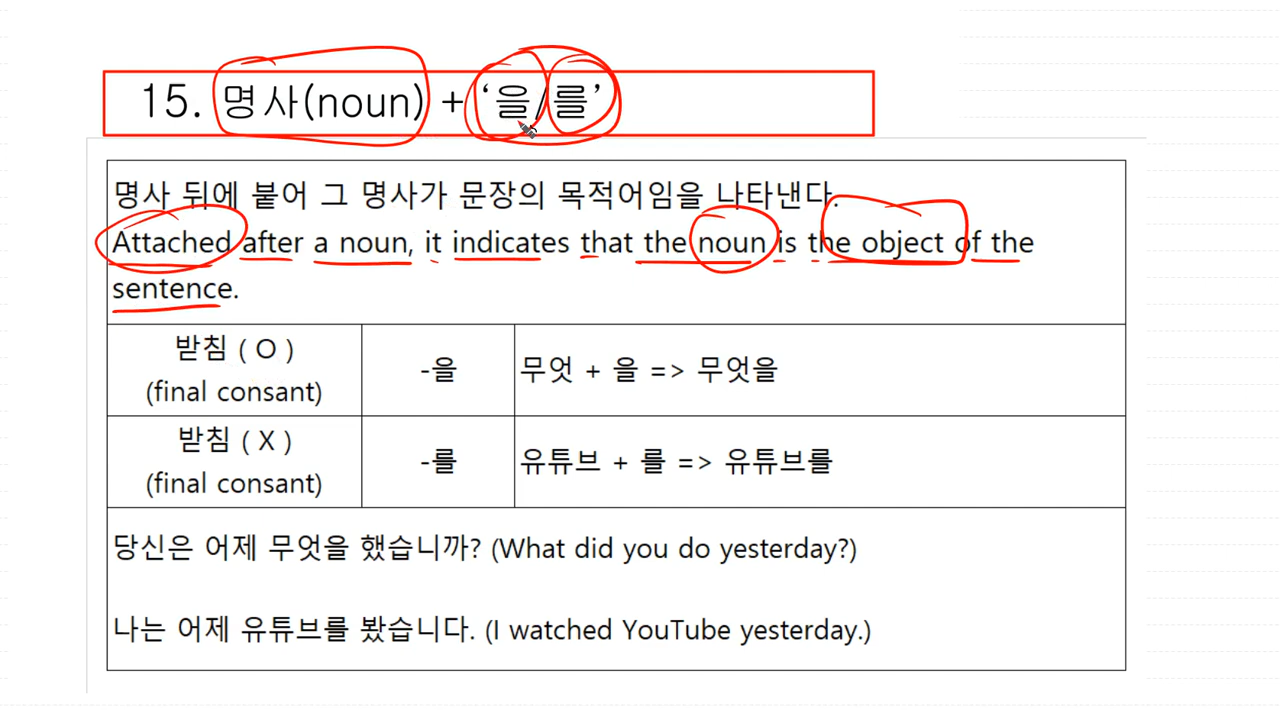 15. 명사(noun) + ‘을/를’
명사 뒤에 붙어 그 명사가 문장의 목적어임을 나타낸다.
Attached after a noun, it indicates that the noun is the object of the
sentence.
받침 ( O )
(final consant)
-을
무엇 + 을 => 무엇을
받침 ( X )
(final consant)
-를
유튜브 + 를 => 유튜브를
당신은 어제 무엇을 했습니까? (What did you do yesterday?)
나는 어제 유튜브를 봤습니다. (I watched YouTube yesterday.)